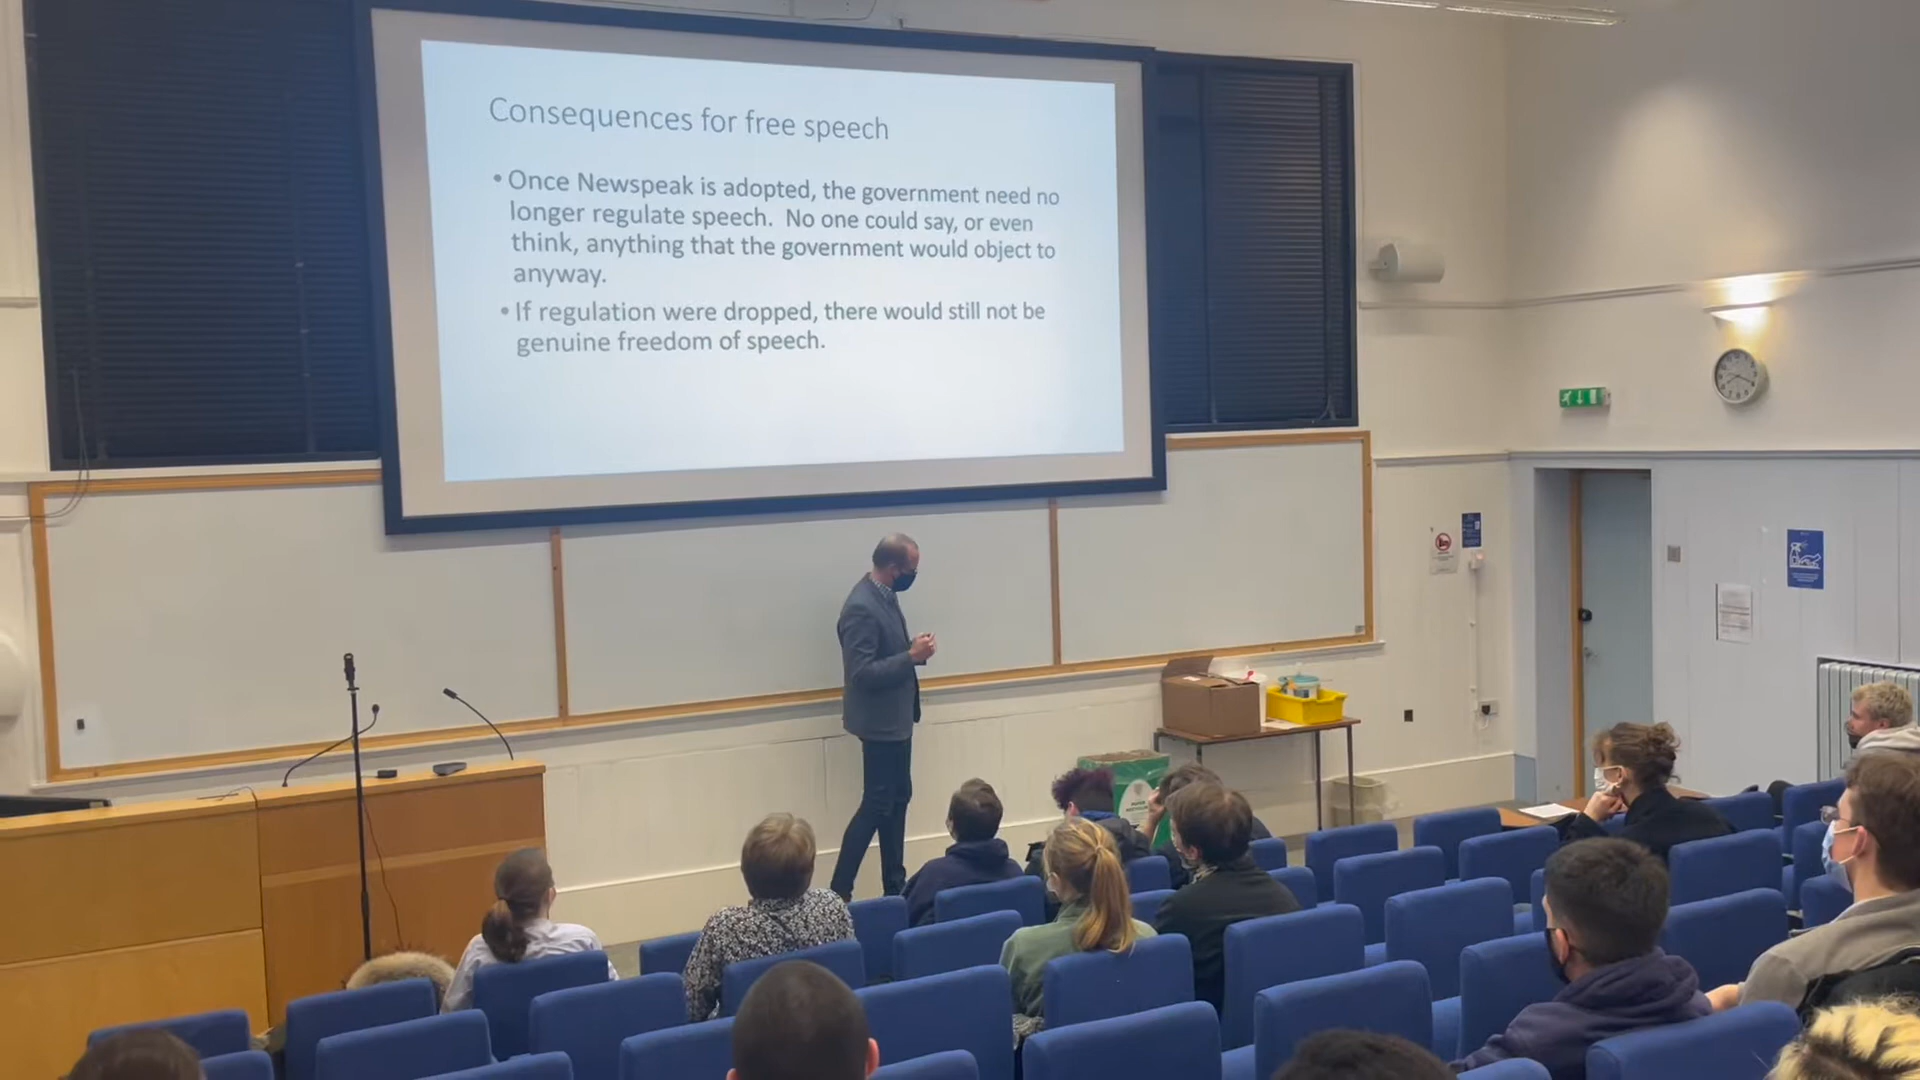 Consequences for free speech
• Once Newspeak is adopted, the government need no
longer regulate speech. No one could say, or even
think, anything that the government would object to
anyway.
• If regulation were dropped, there would still not be
genuine freedom of speech.